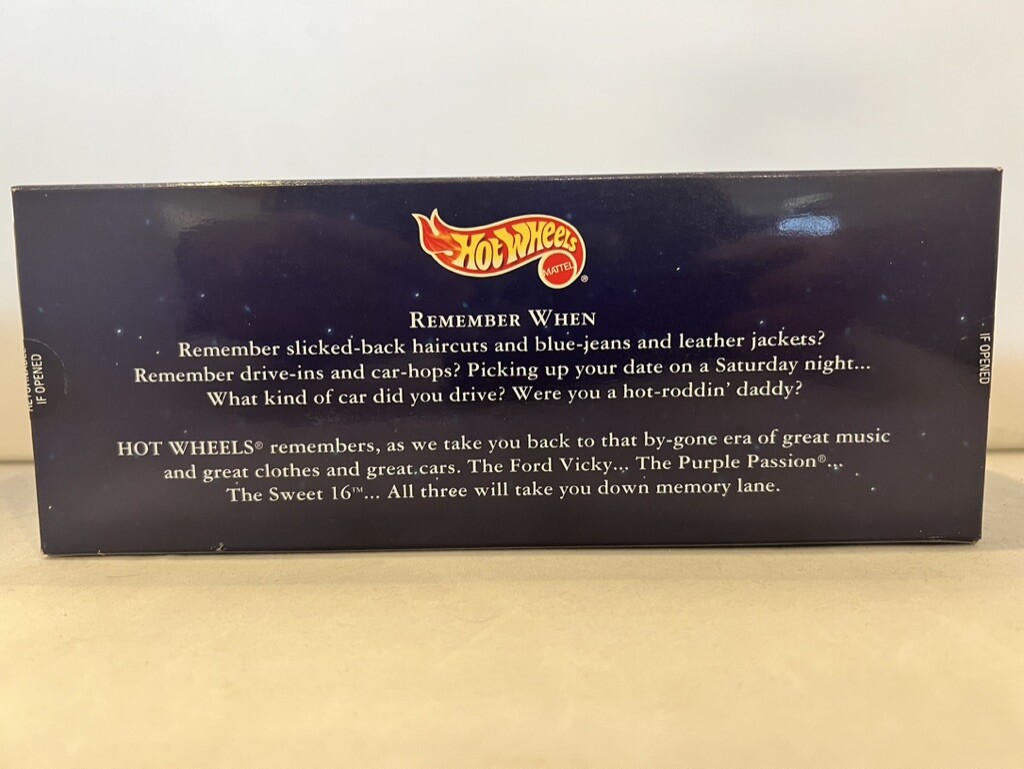 HOT WHEELS
MATTEL
®
REMEMBER WHEN
Remember slicked-back haircuts and blue-jeans and leather jackets?
Remember drive-ins and car-hops? Picking up your date on a Saturday night...
What kind of car did you drive? Were you a hot-roddin' daddy?
HOT WHEELS® remembers, as we take you back to that by-gone era of great music
and great clothes and great cars. The Ford Vicky... The Purple Passion®...
The Sweet 16™... All three will take you down memory lane.
IF OPENED
IF OPENED